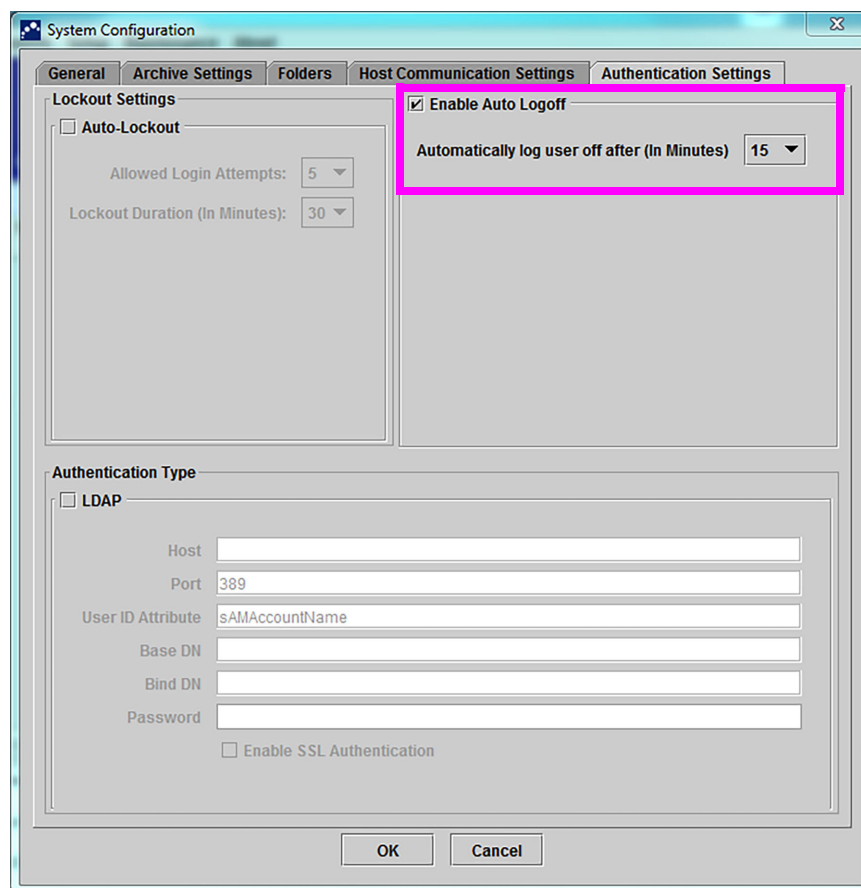 System Configuration
General
Archive Settings
Folders
Host Communication Settings
Authentication Settings
Lockout Settings
Auto-Lockout
Allowed Login Attempts: 5
Lockout Duration (In Minutes): 30
Enable Auto Logoff
Automatically log user off after (In Minutes) 15
Authentication Type
LDAP
Host
Port 389
User ID Attribute sAMAccountName
Base DN
Bind DN
Password
Enable SSL Authentication
OK
Cancel